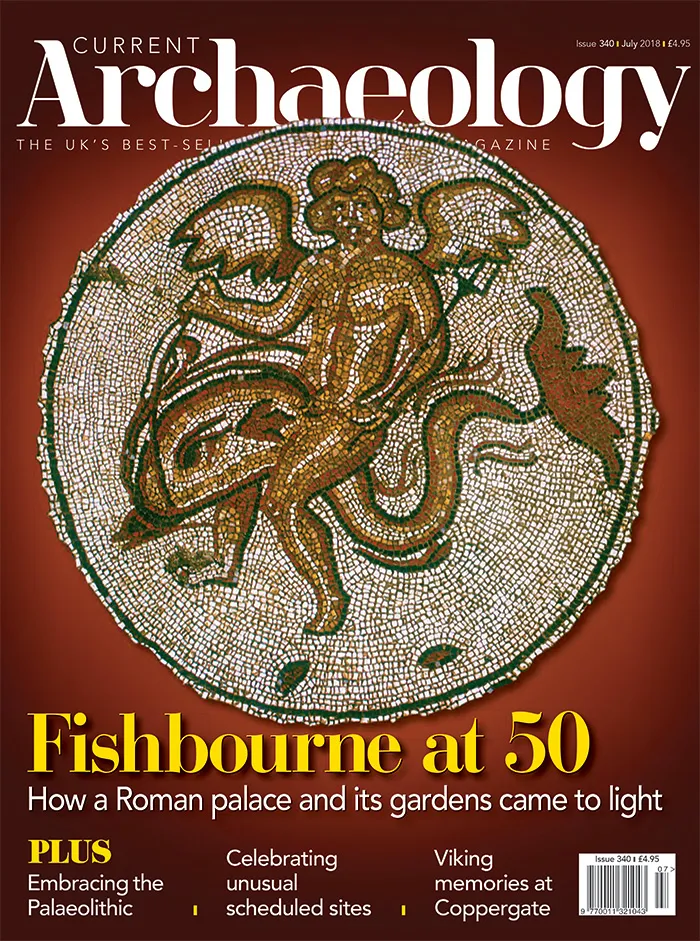 CURRENT
Issue 340 ı July 2018 ı £4.95
Archaeology
THE UK'S BEST-SEL
GAZINE
Fishbourne at 50
How a Roman palace and its gardens came to light
PLUS
Embracing the
Palaeolithic
Celebrating
unusual
scheduled sites
Viking
memories at
Coppergate
Issue 340 ı £4.95
07>
9 770011 321043